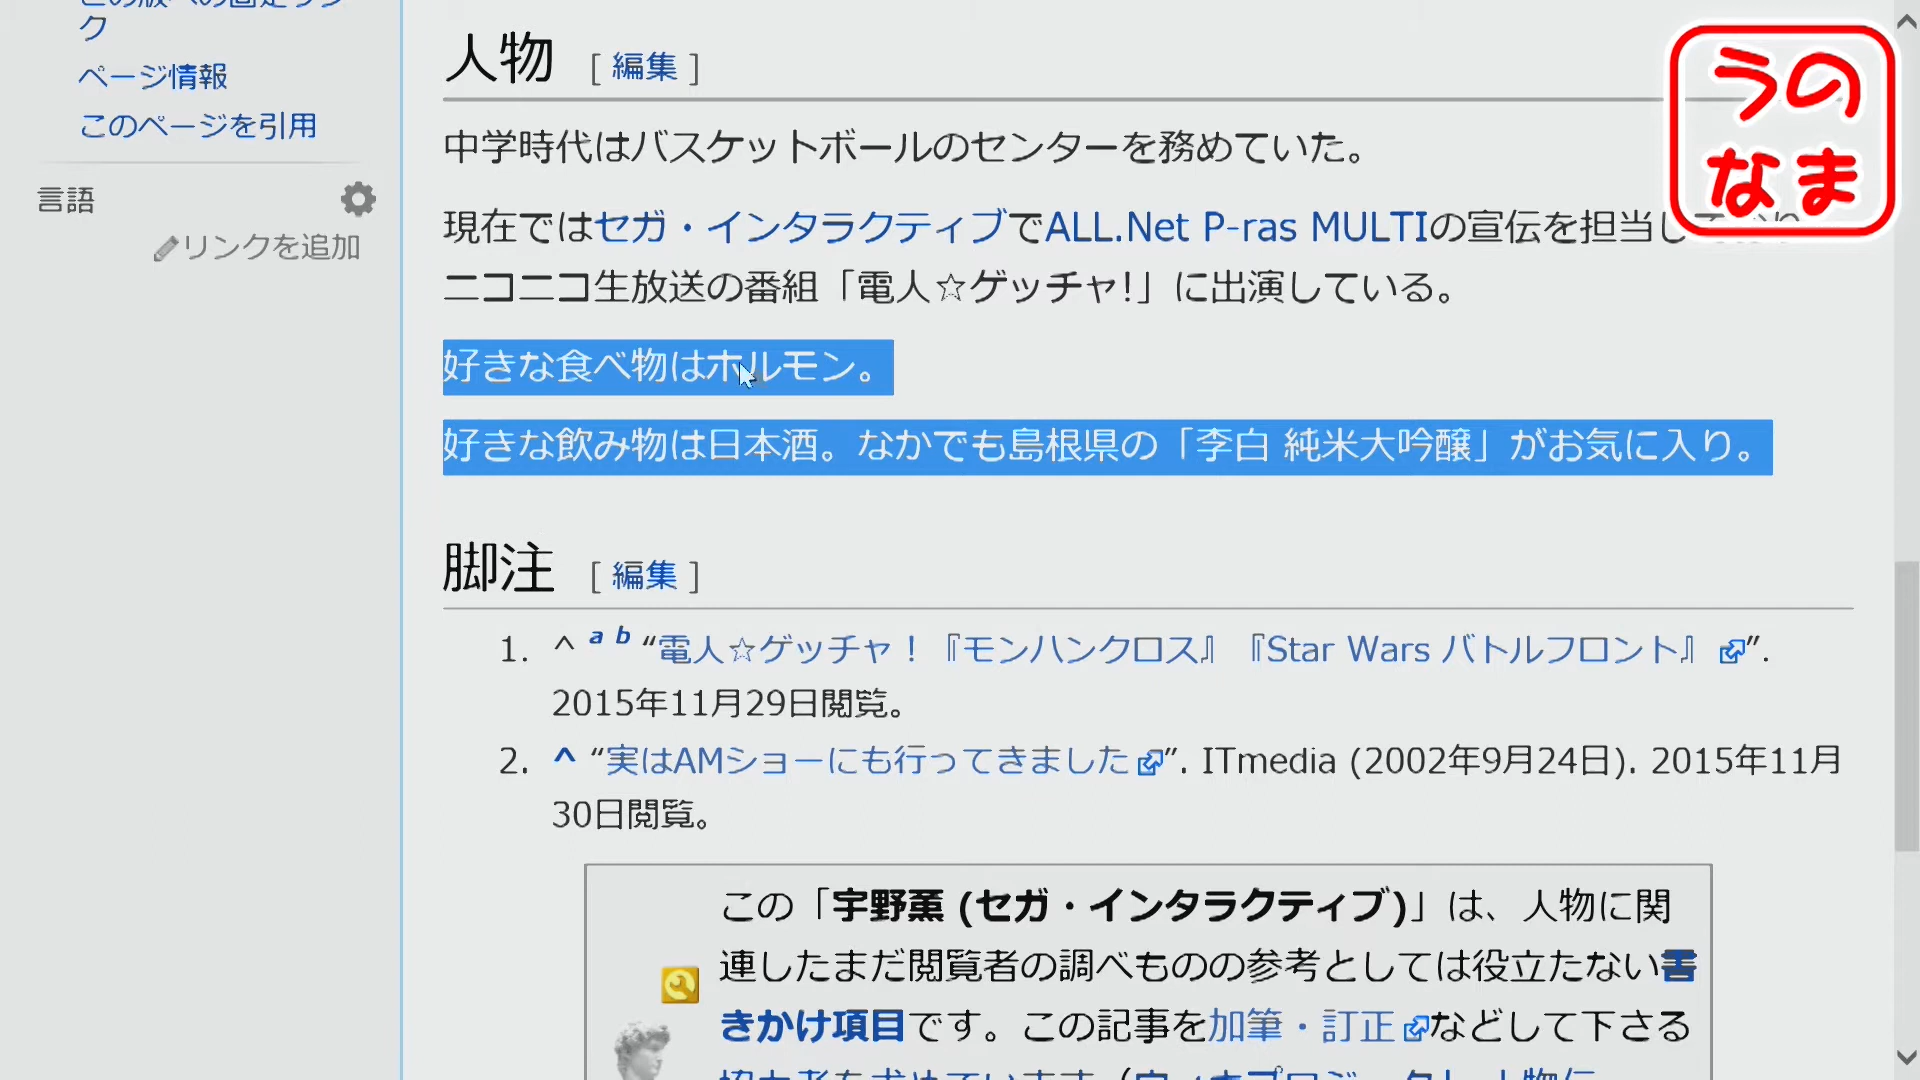 ク
ページ情報
このページを引用
言語
リンクを追加
人物 [ 編集 ]
うの
なま
中学時代はバスケットボールのセンターを務めていた。
現在ではセガ・インタラクティブでALL.Net P-ras MULTIの宣伝を担当し
ニコニコ生放送の番組「電人☆ゲッチャ!」に出演している。
好きな食べ物はホルモン。
好きな飲み物は日本酒。なかでも島根県の「李白 純米大吟醸」がお気に入り。
脚注 [ 編集 ]
1. ^ a b “電人☆ゲッチャ！『モンハンクロス』『Star Wars バトルフロント』”.
2015年11月29日閲覧。
2. ^ “実はAMショーにも行ってきました”. ITmedia (2002年9月24日). 2015年11月
30日閲覧。
この「宇野薫 (セガ・インタラクティブ)」は、人物に関
連したまだ閲覧者の調べものの参考としては役立たない書
きかけ項目です。この記事を加筆・訂正などして下さる